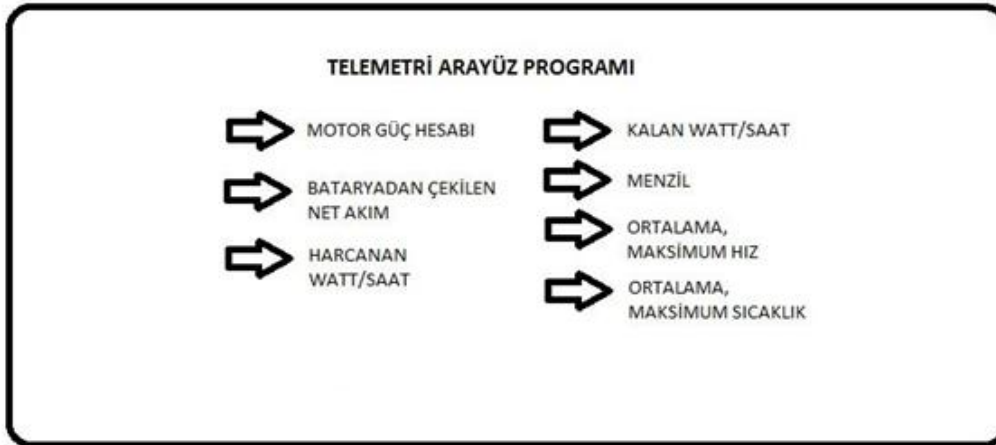 TELEMETRİ ARAYÜZ PROGRAMI
MOTOR GÜÇ HESABI
BATARYADAN ÇEKİLEN
NET AKIM
HARCANAN
WATT/SAAT
KALAN WATT/SAAT
MENZİL
ORTALAMA,
MAKSİMUM HIZ
ORTALAMA,
MAKSİMUM SICAKLIK